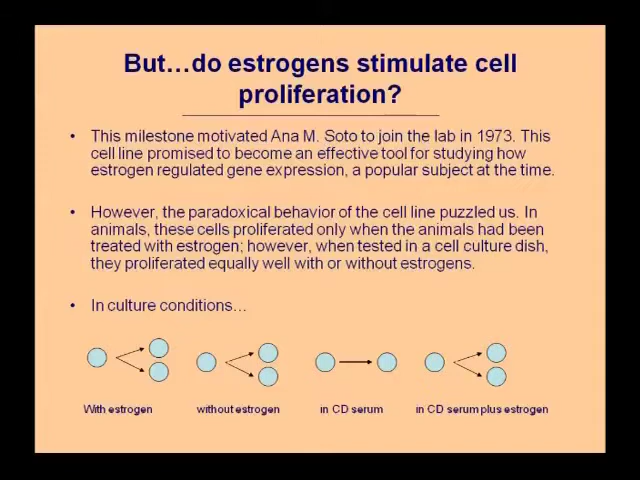 But…do estrogens stimulate cell
proliferation?
• This milestone motivated Ana M. Soto to join the lab in 1973. This
cell line promised to become an effective tool for studying how
estrogen regulated gene expression, a popular subject at the time.
• However, the paradoxical behavior of the cell line puzzled us. In
animals, these cells proliferated only when the animals had been
treated with estrogen; however, when tested in a cell culture dish,
they proliferated equally well with or without estrogens.
• In culture conditions…
With estrogen without estrogen in CD serum in CD serum plus estrogen